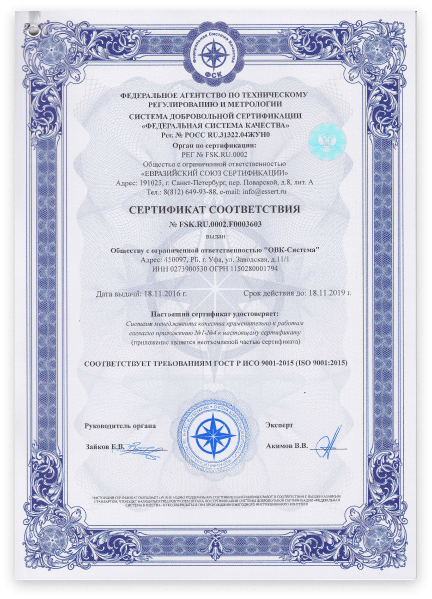 ФСК
ФЕДЕРАЛЬНОЕ АГЕНТСТВО ПО ТЕХНИЧЕСКОМУ
РЕГУЛИРОВАНИЮ И МЕТРОЛОГИИ
СИСТЕМА ДОБРОВОЛЬНОЙ СЕРТИФИКАЦИИ
«ФЕДЕРАЛЬНАЯ СИСТЕМА КАЧЕСТВА»
Рег. № РОСС RU.31322.04ЖУН0
Орган по сертификации:
РЕГ № FSK.RU.0002
Общество с ограниченной ответственностью
«ЕВРАЗИЙСКИЙ СОЮЗ СЕРТИФИКАЦИИ»
Адрес: 191025, г. Санкт-Петербург, пер. Поварской, д.8, лит. А
Тел.: 8(812) 649-93-88, e-mail: info@essert.ru
СЕРТИФИКАТ СООТВЕТСТВИЯ
№ FSK.RU.0002.F0003603
выдан
Обществу с ограниченной ответственностью "ОВК-Система"
Адрес: 450097, РБ, г. Уфа, ул. Заводская, д.11/1
ИНН 0273900530 ОГРН 1150280001794
Дата выдачи: 18.11.2016 г. Срок действия до: 18.11.2019 г.
Настоящий сертификат удостоверяет:
Система менеджмента качества применительно к работам
согласно приложению №1-№4 к настоящему сертификату
(приложение является неотъемлемой частью сертификата)
СООТВЕТСТВУЕТ ТРЕБОВАНИЯМ ГОСТ Р ИСО 9001-2015 (ISO 9001:2015)
Руководитель органа Эксперт
Зайков Е.В. Акимов В.В.